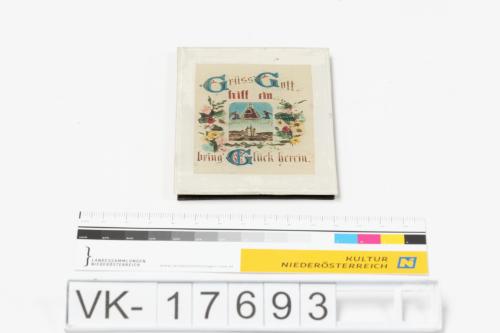 Grüss Gott
tritt ein
bring Glück herein.
LANDESSAMMLUNGEN
NIEDERÖSTERREICH
KULTUR
NIEDERÖSTERREICH N
VK-17693